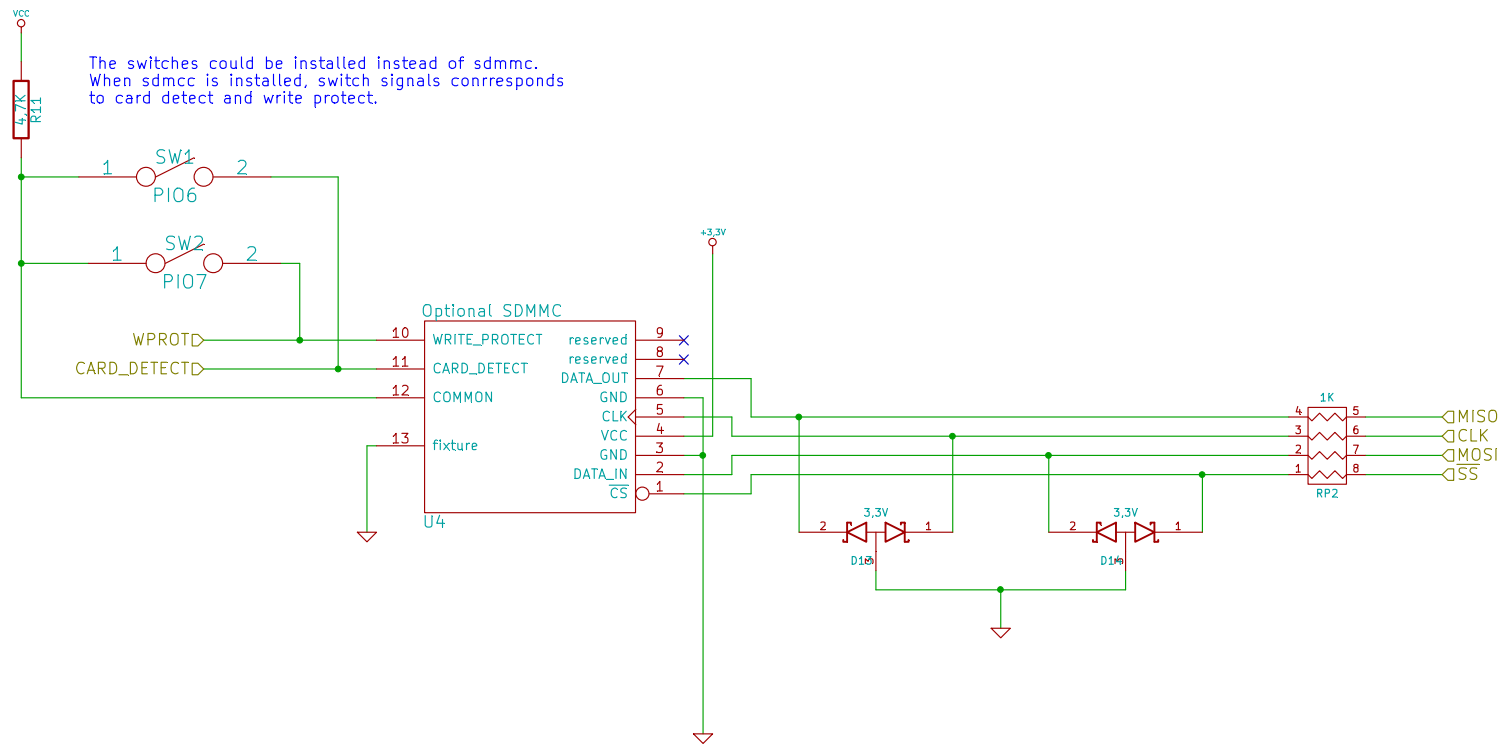 VCC
The switches could be installed instead of sdmmc.
When sdmcc is installed, switch signals conrresponds
to card detect and write protect.
4,7K
R11
SW1
1 2
PIO6
SW2
1 2
PIO7
+3,3V
Optional SDMMC
WPROT 10 WRITE_PROTECT
CARD_DETECT 11 CARD_DETECT
12 COMMON
13 fixture
reserved 9
reserved 8
DATA_OUT 7
GND 6
CLK 5
VCC 4
GND 3
DATA_IN 2
CS 1
U4
1K
4 5 MISO
3 6 CLK
2 7 MOSI
1 8 SS
RP2
3,3V
2 1
D13
3
3,3V
2 1
D14
3